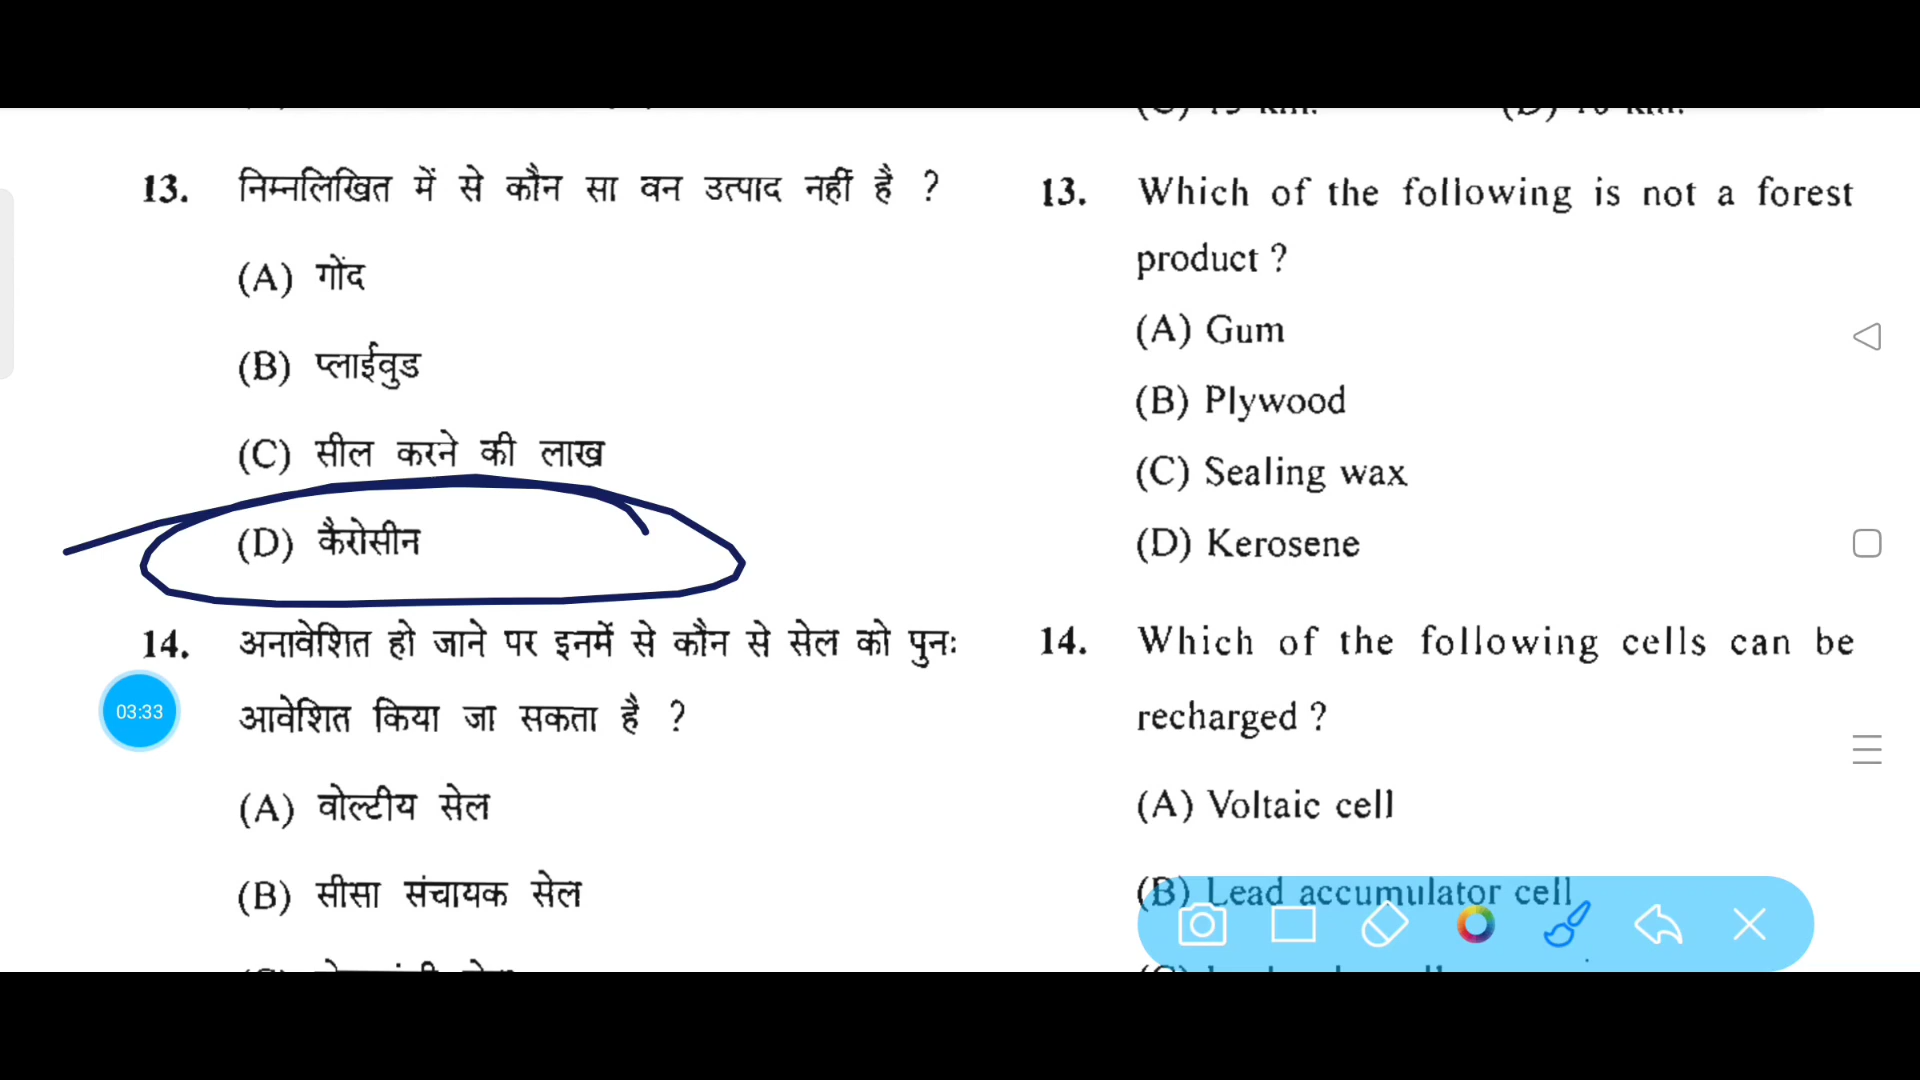 13. निम्नलिखित में से कौन सा वन उत्पाद नहीं है ?
(A) गोंद
(B) प्लाईवुड
(C) सील करने की लाख
(D) कैरोसीन
14. अनावेशित हो जाने पर इनमें से कौन से सेल को पुनः
आवेशित किया जा सकता है ?
(A) वोल्टीय सेल
(B) सीसा संचायक सेल
03:33
13. Which of the following is not a forest
product ?
(A) Gum
(B) Plywood
(C) Sealing wax
(D) Kerosene
14. Which of the following cells can be
recharged ?
(A) Voltaic cell
(B) Lead accumulator cell